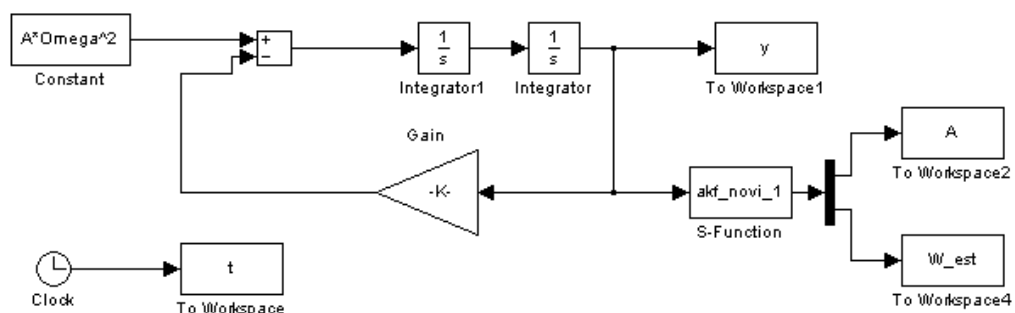 A*Omega^2
Constant
+
−
1
s
Integrator1
1
s
Integrator
y
To Workspace1
Gain
-K-
akf_novi_1
S-Function
A
To Workspace2
W_est
To Workspace4
Clock
t
To Workspace